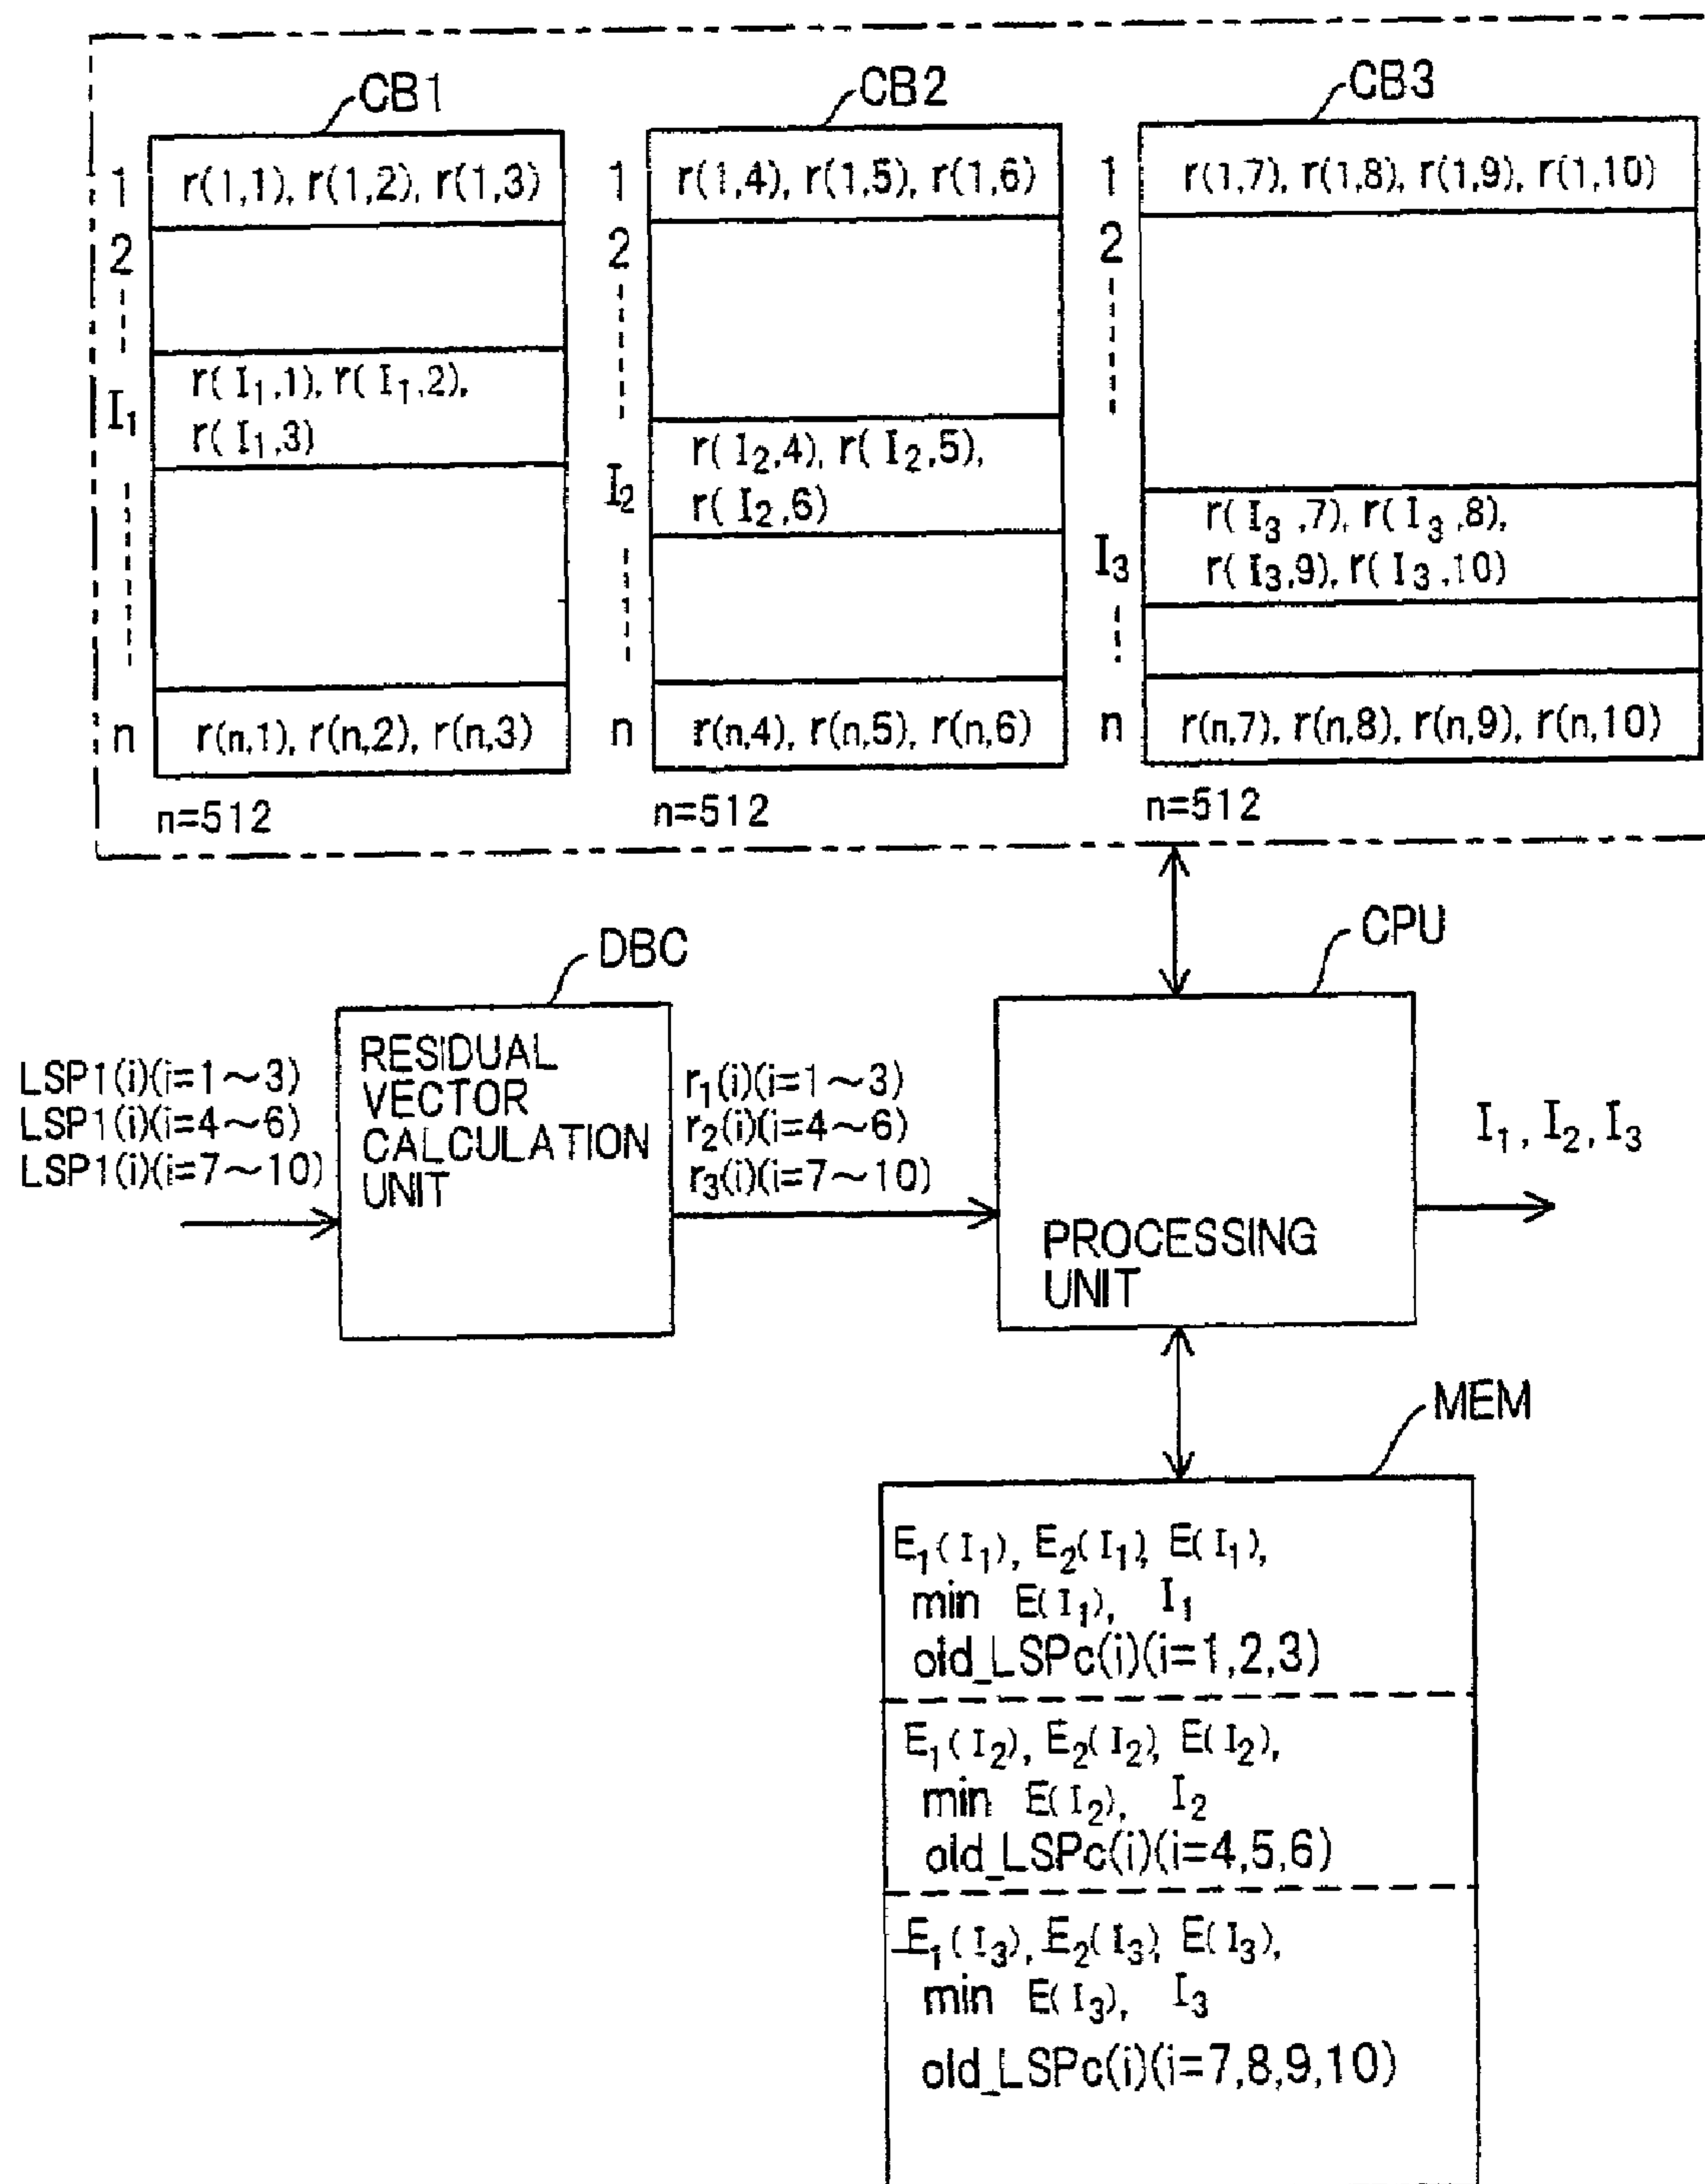 CB1
1
r(1,1), r(1,2), r(1,3)
2
I₁
r( I₁,1), r( I₁,2),
r( I₁,3)
n
r(n,1), r(n,2), r(n,3)
n=512
CB2
1
r(1,4), r(1,5), r(1,6)
2
I₂
r( I₂,4), r( I₂,5),
r( I₂,6)
n
r(n,4), r(n,5), r(n,6)
n=512
CB3
1
r(1,7), r(1,8), r(1,9), r(1,10)
2
I₃
r( I₃ ,7), r( I₃ ,8),
r( I₃,9), r( I₃ ,10)
n
r(n,7), r(n,8), r(n,9), r(n,10)
n=512
LSP1(i)(i=1～3)
LSP1(i)(i=4～6)
LSP1(i)(i=7～10)
DBC
RESIDUAL
VECTOR
CALCULATION
UNIT
r₁(i)(i=1～3)
r₂(i)(i=4～6)
r₃(i)(i=7～10)
CPU
PROCESSING
UNIT
I₁, I₂, I₃
MEM
E₁(I₁), E₂(I₁), E(I₁),
min E(I₁), I₁
old_LSPc(i)(i=1,2,3)
E₁(I₂), E₂(I₂), E(I₂),
min E(I₂), I₂
old_LSPc(i)(i=4,5,6)
E₁(I₃), E₂(I₃), E(I₃),
min E(I₃), I₃
old_LSPc(i)(i=7,8,9,10)